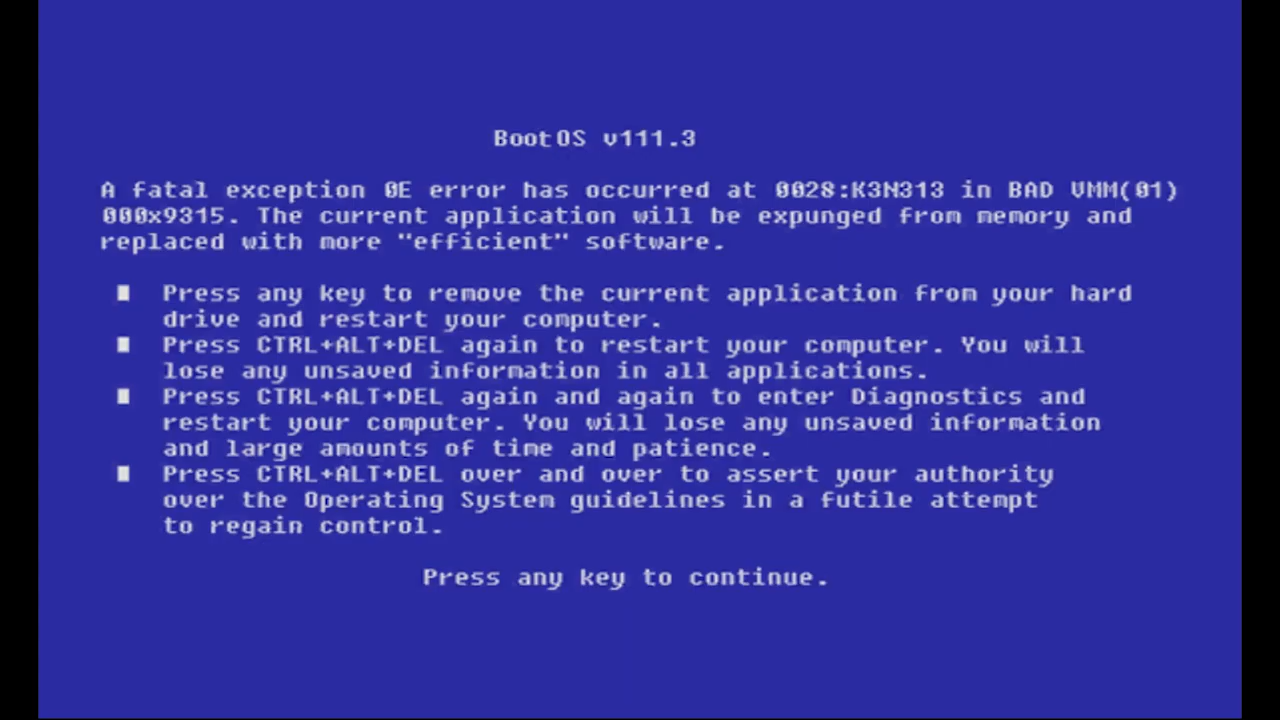 BootOS v111.3
A fatal exception 0E error has occurred at 0028:K3N313 in BAD VMM(01)
000x9315. The current application will be expunged from memory and
replaced with more "efficient" software.
Press any key to remove the current application from your hard
drive and restart your computer.
Press CTRL+ALT+DEL again to restart your computer. You will
lose any unsaved information in all applications.
Press CTRL+ALT+DEL again and again to enter Diagnostics and
restart your computer. You will lose any unsaved information
and large amounts of time and patience.
Press CTRL+ALT+DEL over and over to assert your authority
over the Operating System guidelines in a futile attempt
to regain control.
Press any key to continue.